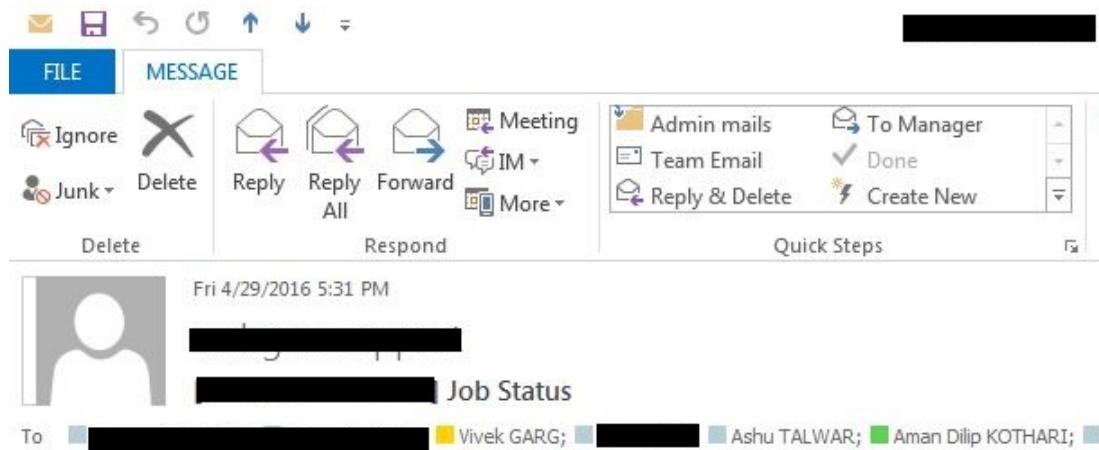 FILE MESSAGE
Ignore
Junk
Delete
Reply
Reply All
Forward
Meeting
IM
More
Admin mails
Team Email
Reply & Delete
To Manager
Done
Create New
Delete Respond Quick Steps
Fri 4/29/2016 5:31 PM
Job Status
To Vivek GARG; Ashu TALWAR; Aman Dilip KOTHARI;